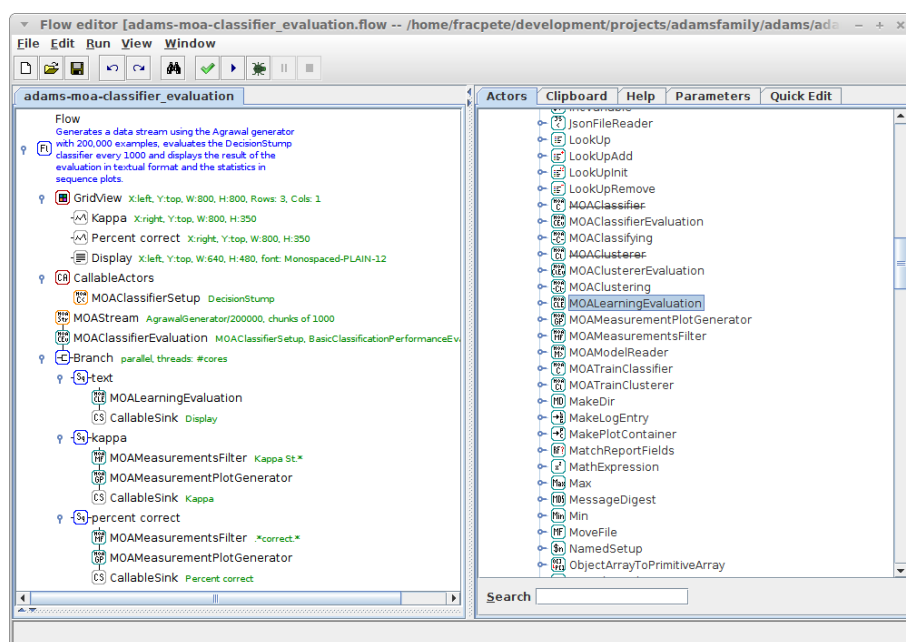 Flow editor [adams-moa-classifier_evaluation.flow -- /home/fracpete/development/projects/adamsfamily/adams/ada
File Edit Run View Window
adams-moa-classifier_evaluation
Flow
Generates a data stream using the Agrawal generator
with 200,000 examples, evaluates the DecisionStump
classifier every 1000 and displays the result of the
evaluation in textual format and the statistics in
sequence plots.
GridView X:left, Y:top, W:800, H:800, Rows: 3, Cols: 1
Kappa X:right, Y:top, W:800, H:350
Percent correct X:right, Y:top, W:800, H:350
Display X:left, Y:top, W:640, H:480, font: Monospaced-PLAIN-12
CallableActors
MOAClassifierSetup DecisionStump
MOAStream AgrawalGenerator/200000, chunks of 1000
MOAClassifierEvaluation MOAClassifierSetup, BasicClassificationPerformanceEv
Branch parallel, threads: #cores
text
MOALearningEvaluation
CallableSink Display
kappa
MOAMeasurementsFilter Kappa St.*
MOAMeasurementPlotGenerator
CallableSink Kappa
percent correct
MOAMeasurementsFilter .*correct.*
MOAMeasurementPlotGenerator
CallableSink Percent correct
Actors Clipboard Help Parameters Quick Edit
JsonFileReader
LookUp
LookUpAdd
LookUpInit
LookUpRemove
MOAClassifier
MOAClassifierEvaluation
MOAClassifying
MOAClusterer
MOAClustererEvaluation
MOAClustering
MOALearningEvaluation
MOAMeasurementPlotGenerator
MOAMeasurementsFilter
MOAModelReader
MOATrainClassifier
MOATrainClusterer
MakeDir
MakeLogEntry
MakePlotContainer
MatchReportFields
MathExpression
Max
MessageDigest
Min
MoveFile
NamedSetup
ObjectArrayToPrimitiveArray
Search